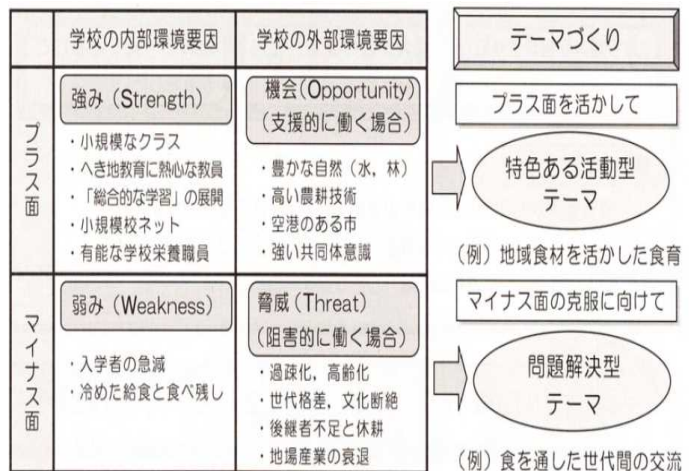 学校の内部環境要因
学校の外部環境要因
テーマづくり
プラス面
強み（Strength）
・小規模なクラス
・へき地教育に熱心な教員
・「総合的な学習」の展開
・小規模校ネット
・有能な学校栄養職員
機会（Opportunity）
（支援的に働く場合）
・豊かな自然（水，林）
・高い農耕技術
・空港のある市
・強い共同体意識
プラス面を活かして
特色ある活動型
テーマ
（例）地域食材を活かした食育
マイナス面
弱み（Weakness）
・入学者の急減
・冷めた給食と食べ残し
脅威（Threat）
（阻害的に働く場合）
・過疎化，高齢化
・世代格差，文化断絶
・後継者不足と休耕
・地場産業の衰退
マイナス面の克服に向けて
問題解決型
テーマ
（例）食を通した世代間の交流